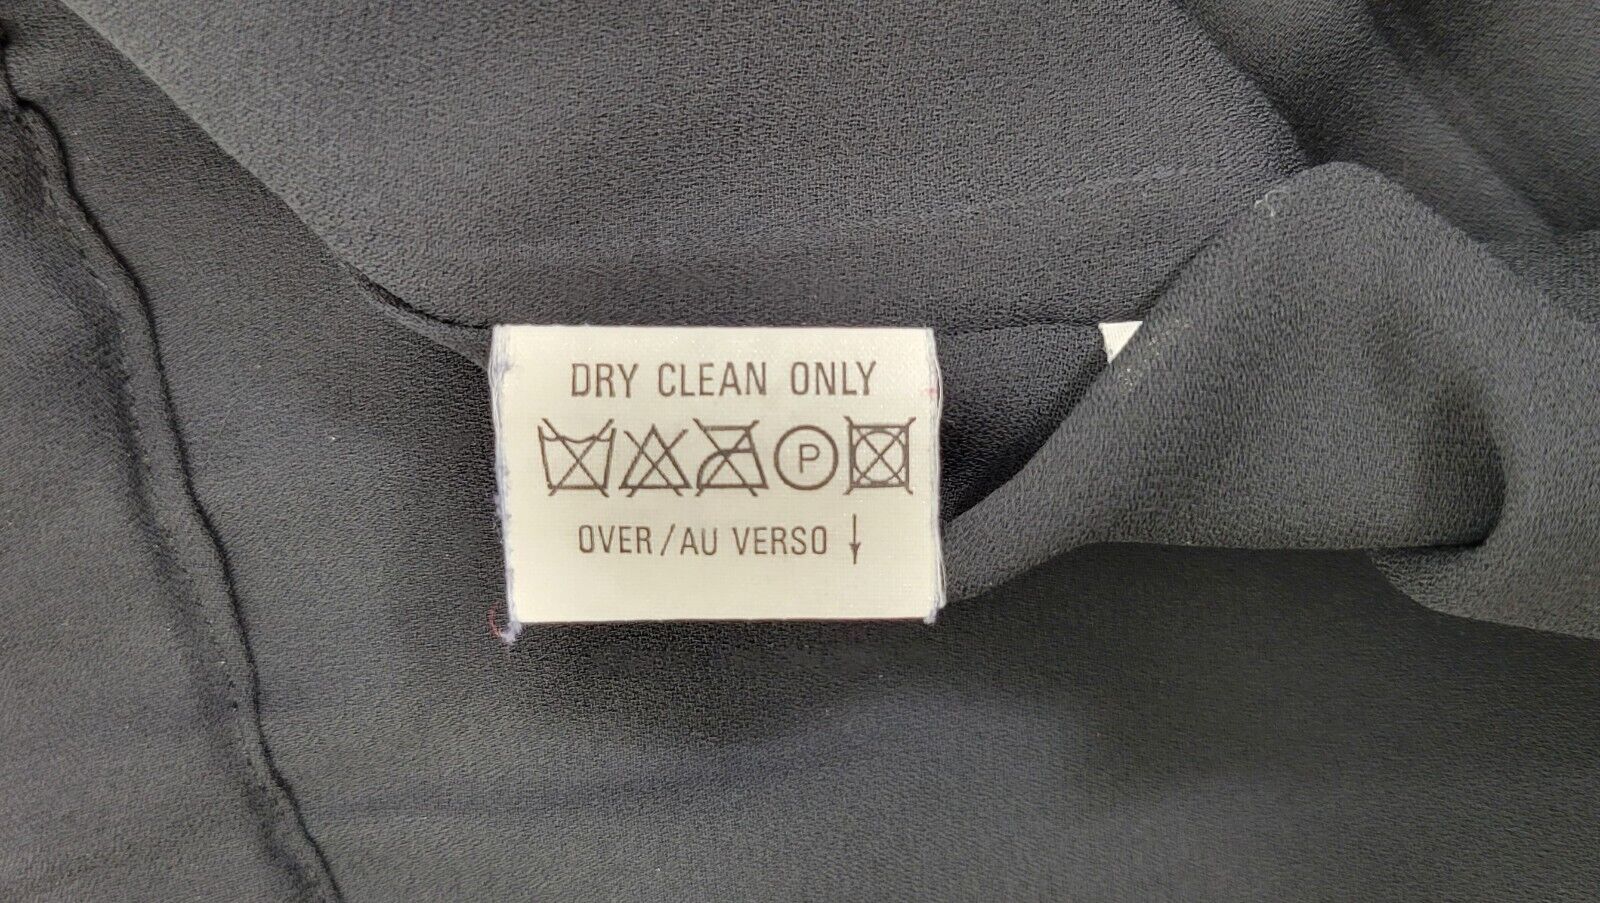 DRY CLEAN ONLY
P
OVER/AU VERSO ↓